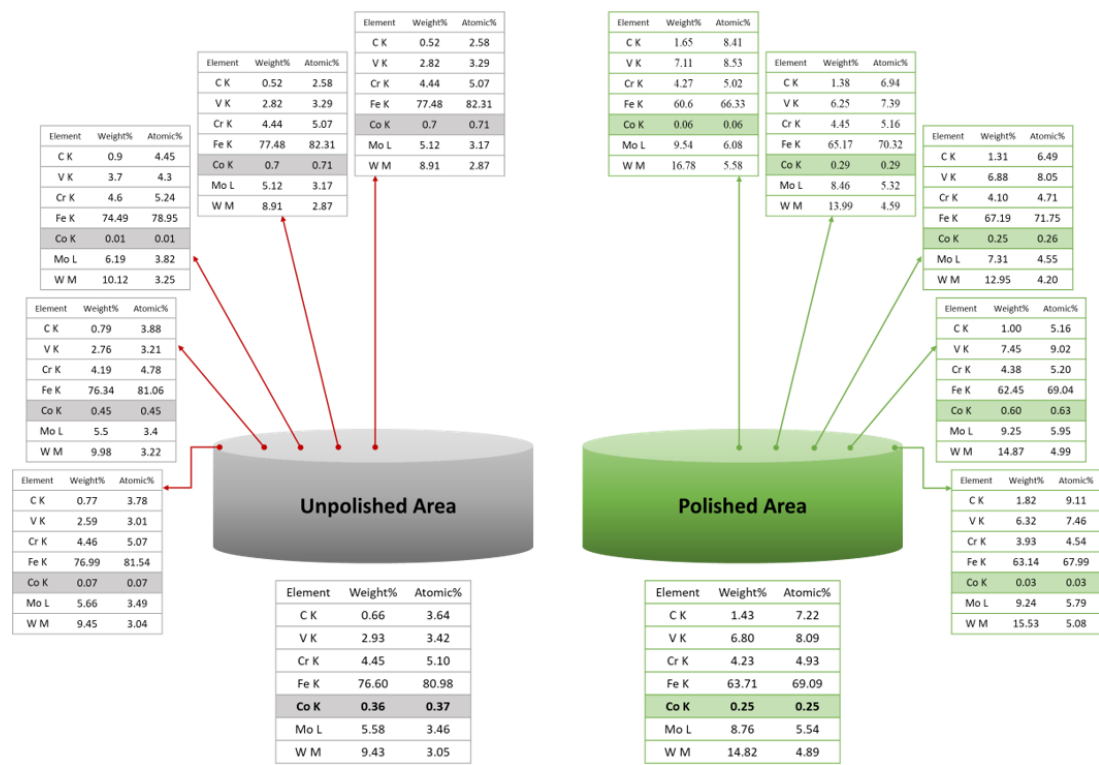 Element Weight% Atomic%
C K 0.52 2.58
V K 2.82 3.29
Cr K 4.44 5.07
Fe K 77.48 82.31
Co K 0.7 0.71
Mo L 5.12 3.17
W M 8.91 2.87
Element Weight% Atomic%
C K 0.52 2.58
V K 2.82 3.29
Cr K 4.44 5.07
Fe K 77.48 82.31
Co K 0.7 0.71
Mo L 5.12 3.17
W M 8.91 2.87
Element Weight% Atomic%
C K 0.9 4.45
V K 3.7 4.3
Cr K 4.6 5.24
Fe K 74.49 78.95
Co K 0.01 0.01
Mo L 6.19 3.82
W M 10.12 3.25
Element Weight% Atomic%
C K 0.79 3.88
V K 2.76 3.21
Cr K 4.19 4.78
Fe K 76.34 81.06
Co K 0.45 0.45
Mo L 5.5 3.4
W M 9.98 3.22
Element Weight% Atomic%
C K 0.77 3.78
V K 2.59 3.01
Cr K 4.46 5.07
Fe K 76.99 81.54
Co K 0.07 0.07
Mo L 5.66 3.49
W M 9.45 3.04
Unpolished Area
Element Weight% Atomic%
C K 0.66 3.64
V K 2.93 3.42
Cr K 4.45 5.10
Fe K 76.60 80.98
Co K 0.36 0.37
Mo L 5.58 3.46
W M 9.43 3.05
Element Weight% Atomic%
C K 1.65 8.41
V K 7.11 8.53
Cr K 4.27 5.02
Fe K 60.6 66.33
Co K 0.06 0.06
Mo L 9.54 6.08
W M 16.78 5.58
Element Weight% Atomic%
C K 1.38 6.94
V K 6.25 7.39
Cr K 4.45 5.16
Fe K 65.17 70.32
Co K 0.29 0.29
Mo L 8.46 5.32
W M 13.99 4.59
Element Weight% Atomic%
C K 1.31 6.49
V K 6.88 8.05
Cr K 4.10 4.71
Fe K 67.19 71.75
Co K 0.25 0.26
Mo L 7.31 4.55
W M 12.95 4.20
Element Weight% Atomic%
C K 1.00 5.16
V K 7.45 9.02
Cr K 4.38 5.20
Fe K 62.45 69.04
Co K 0.60 0.63
Mo L 9.25 5.95
W M 14.87 4.99
Element Weight% Atomic%
C K 1.82 9.11
V K 6.32 7.46
Cr K 3.93 4.54
Fe K 63.14 67.99
Co K 0.03 0.03
Mo L 9.24 5.79
W M 15.53 5.08
Polished Area
Element Weight% Atomic%
C K 1.43 7.22
V K 6.80 8.09
Cr K 4.23 4.93
Fe K 63.71 69.09
Co K 0.25 0.25
Mo L 8.76 5.54
W M 14.82 4.89